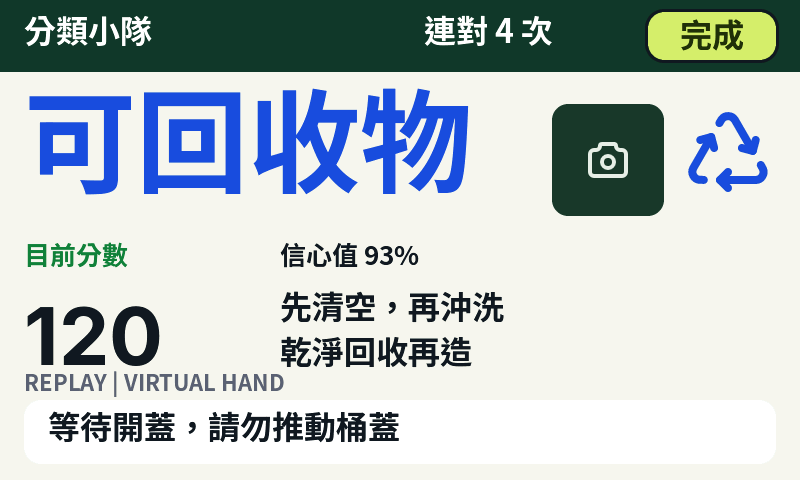 分類小隊
連對 4 次
完成
可回收物
目前分數
信心值 93%
120
先清空，再沖洗
乾淨回收再造
REPLAY | VIRTUAL HAND
等待開蓋，請勿推動桶蓋